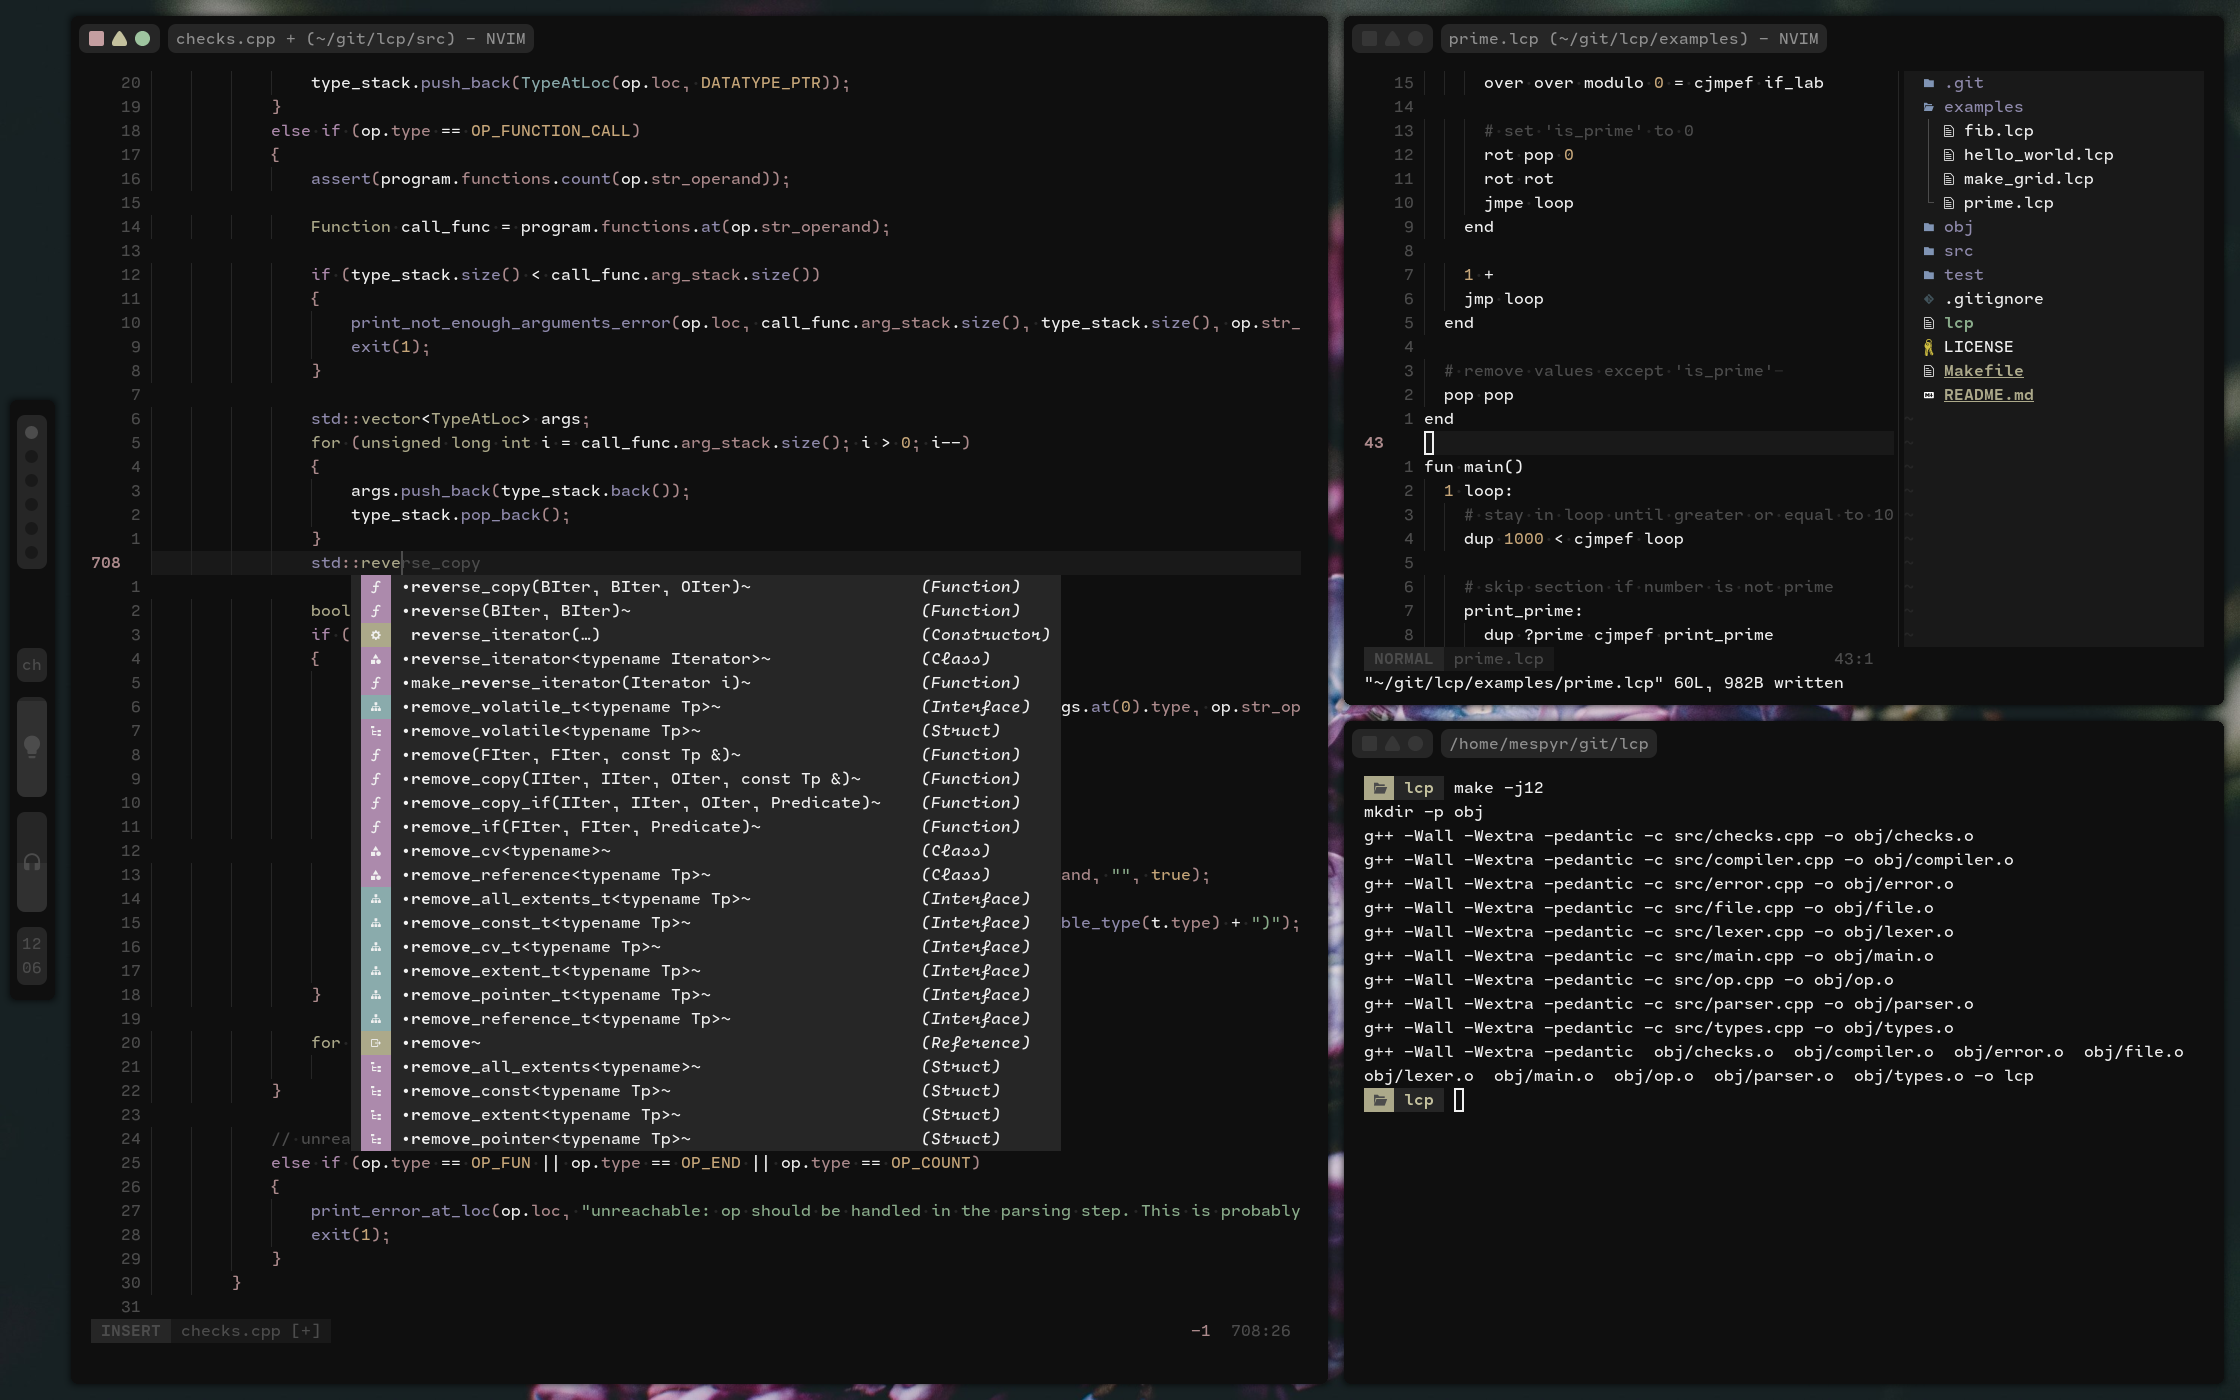 checks.cpp + (~/git/lcp/src) - NVIM
20 type_stack.push_back(TypeAtLoc(op.loc, DATATYPE_PTR));
19 }
18 else if (op.type == OP_FUNCTION_CALL)
17 {
16 assert(program.functions.count(op.str_operand));
15
14 Function call_func = program.functions.at(op.str_operand);
13
12 if (type_stack.size() < call_func.arg_stack.size())
11 {
10 print_not_enough_arguments_error(op.loc, call_func.arg_stack.size(), type_stack.size(), op.str_
9 exit(1);
8 }
7
6 std::vector<TypeAtLoc> args;
5 for (unsigned long int i = call_func.arg_stack.size(); i > 0; i--)
4 {
3 args.push_back(type_stack.back());
2 type_stack.pop_back();
1 }
708 std::reverse_copy
1 •reverse_copy(BIter, BIter, OIter)~ (Function)
2 bool •reverse(BIter, BIter)~ (Function)
3 if ( reverse_iterator(…) (Constructor)
4 { •reverse_iterator<typename Iterator>~ (Class)
5 •make_reverse_iterator(Iterator i)~ (Function)
6 •remove_volatile_t<typename Tp>~ (Interface) gs.at(0).type, op.str_op
7 •remove_volatile<typename Tp>~ (Struct)
8 •remove(FIter, FIter, const Tp &)~ (Function)
9 •remove_copy(IIter, IIter, OIter, const Tp &)~ (Function)
10 •remove_copy_if(IIter, IIter, OIter, Predicate)~ (Function)
11 •remove_if(FIter, FIter, Predicate)~ (Function)
12 •remove_cv<typename>~ (Class)
13 •remove_reference<typename Tp>~ (Class) and, "", true);
14 •remove_all_extents_t<typename Tp>~ (Interface)
15 •remove_const_t<typename Tp>~ (Interface) ble_type(t.type) + ")");
16 •remove_cv_t<typename Tp>~ (Interface)
17 •remove_extent_t<typename Tp>~ (Interface)
18 } •remove_pointer_t<typename Tp>~ (Interface)
19 •remove_reference_t<typename Tp>~ (Interface)
20 for •remove~ (Reference)
21 •remove_all_extents<typename>~ (Struct)
22 } •remove_const<typename Tp>~ (Struct)
23 •remove_extent<typename Tp>~ (Struct)
24 // unrea •remove_pointer<typename Tp>~ (Struct)
25 else if (op.type == OP_FUN || op.type == OP_END || op.type == OP_COUNT)
26 {
27 print_error_at_loc(op.loc, "unreachable: op should be handled in the parsing step. This is probably
28 exit(1);
29 }
30 }
31
INSERT checks.cpp [+] -1 708:26
ch
12
06
prime.lcp (~/git/lcp/examples) - NVIM
15 over over modulo 0 = cjmpef if_lab
14
13 # set 'is_prime' to 0
12 rot pop 0
11 rot rot
10 jmpe loop
9 end
8
7 1 +
6 jmp loop
5 end
4
3 # remove values except 'is_prime'-
2 pop pop
1 end
43
1 fun main()
2 1 loop:
3 # stay in loop until greater or equal to 10
4 dup 1000 < cjmpef loop
5
6 # skip section if number is not prime
7 print_prime:
8 dup ?prime cjmpef print_prime
NORMAL prime.lcp 43:1
"~/git/lcp/examples/prime.lcp" 60L, 982B written
.git
examples
fib.lcp
hello_world.lcp
make_grid.lcp
prime.lcp
obj
src
test
.gitignore
lcp
LICENSE
Makefile
README.md
~
~
~
~
~
~
~
~
~
~
/home/mespyr/git/lcp
lcp make -j12
mkdir -p obj
g++ -Wall -Wextra -pedantic -c src/checks.cpp -o obj/checks.o
g++ -Wall -Wextra -pedantic -c src/compiler.cpp -o obj/compiler.o
g++ -Wall -Wextra -pedantic -c src/error.cpp -o obj/error.o
g++ -Wall -Wextra -pedantic -c src/file.cpp -o obj/file.o
g++ -Wall -Wextra -pedantic -c src/lexer.cpp -o obj/lexer.o
g++ -Wall -Wextra -pedantic -c src/main.cpp -o obj/main.o
g++ -Wall -Wextra -pedantic -c src/op.cpp -o obj/op.o
g++ -Wall -Wextra -pedantic -c src/parser.cpp -o obj/parser.o
g++ -Wall -Wextra -pedantic -c src/types.cpp -o obj/types.o
g++ -Wall -Wextra -pedantic  obj/checks.o  obj/compiler.o  obj/error.o  obj/file.o
obj/lexer.o  obj/main.o  obj/op.o  obj/parser.o  obj/types.o -o lcp
lcp